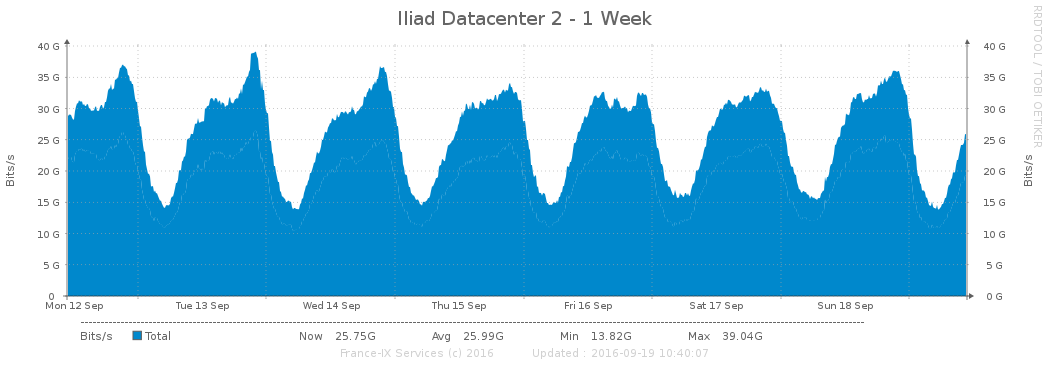 Iliad Datacenter 2 - 1 Week
RRDTOOL / TOBI OETIKER
40 G 40 G
35 G 35 G
30 G 30 G
25 G 25 G
20 G 20 G
15 G 15 G
10 G 10 G
5 G 5 G
0 0 G
Bits/s
Bits/s
Mon 12 Sep Tue 13 Sep Wed 14 Sep Thu 15 Sep Fri 16 Sep Sat 17 Sep Sun 18 Sep
Bits/s Total Now 25.75G Avg 25.99G Min 13.82G Max 39.04G
France-IX Services (c) 2016 Updated : 2016-09-19 10:40:07